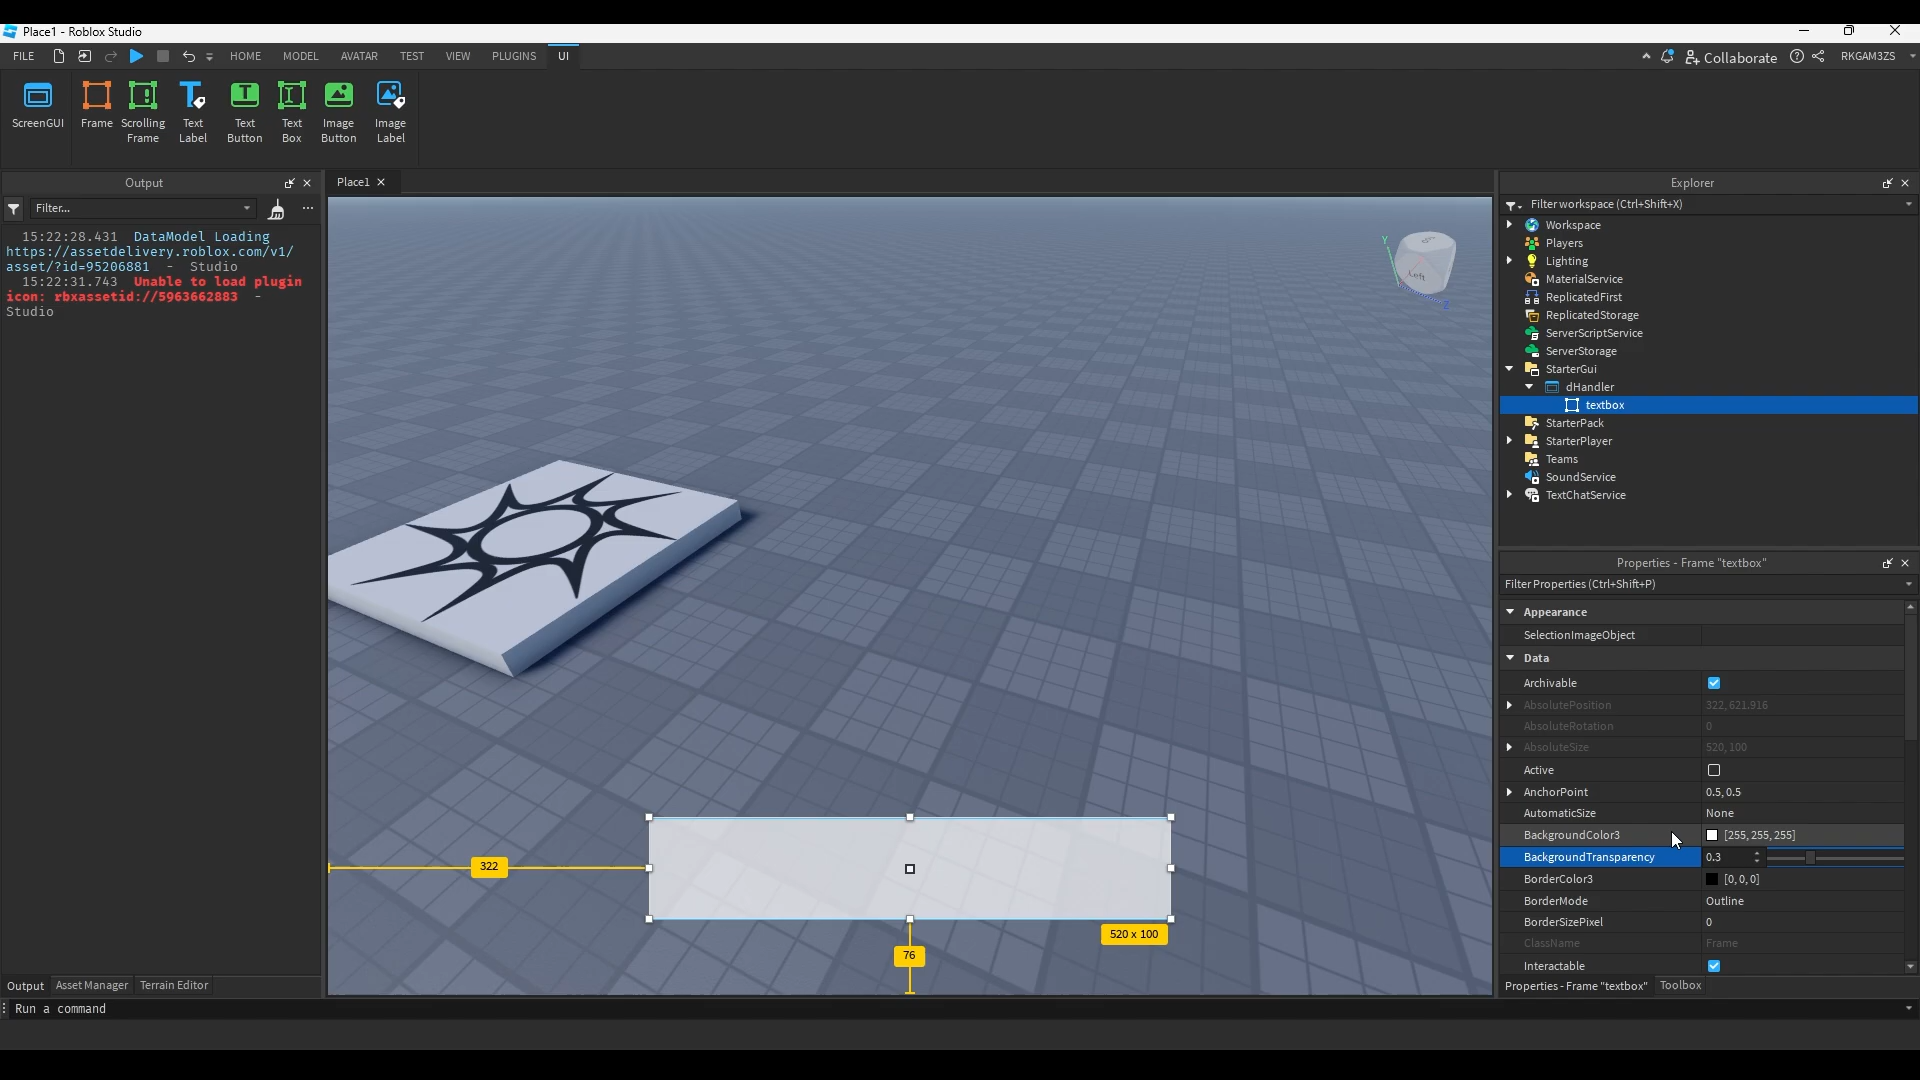 Place1 - Roblox Studio
FILE HOME MODEL AVATAR TEST VIEW PLUGINS UI Collaborate RKGAM3ZS
ScreenGUI
Frame
Scrolling
Frame
Text
Label
Text
Button
Text
Box
Image
Button
Image
Label
Output
Filter...
15:22:28.431 DataModel Loading
https://assetdelivery.roblox.com/v1/
asset/?id=95206881 - Studio
15:22:31.743 Unable to load plugin
icon: rbxassetid://5963662883 -
Studio
Output Asset Manager Terrain Editor
Run a command
Place1
Y
Left
Z
322
520 x 100
76
Explorer
Filter workspace (Ctrl+Shift+X)
Workspace
Players
Lighting
MaterialService
ReplicatedFirst
ReplicatedStorage
ServerScriptService
ServerStorage
StarterGui
dHandler
textbox
StarterPack
StarterPlayer
Teams
SoundService
TextChatService
Properties - Frame "textbox"
Filter Properties (Ctrl+Shift+P)
Appearance
SelectionImageObject
Data
Archivable
AbsolutePosition 322, 621.916
AbsoluteRotation 0
AbsoluteSize 520, 100
Active
AnchorPoint 0.5, 0.5
AutomaticSize None
BackgroundColor3 [255, 255, 255]
BackgroundTransparency 0.3
BorderColor3 [0, 0, 0]
BorderMode Outline
BorderSizePixel 0
ClassName Frame
Interactable
Properties - Frame "textbox" Toolbox